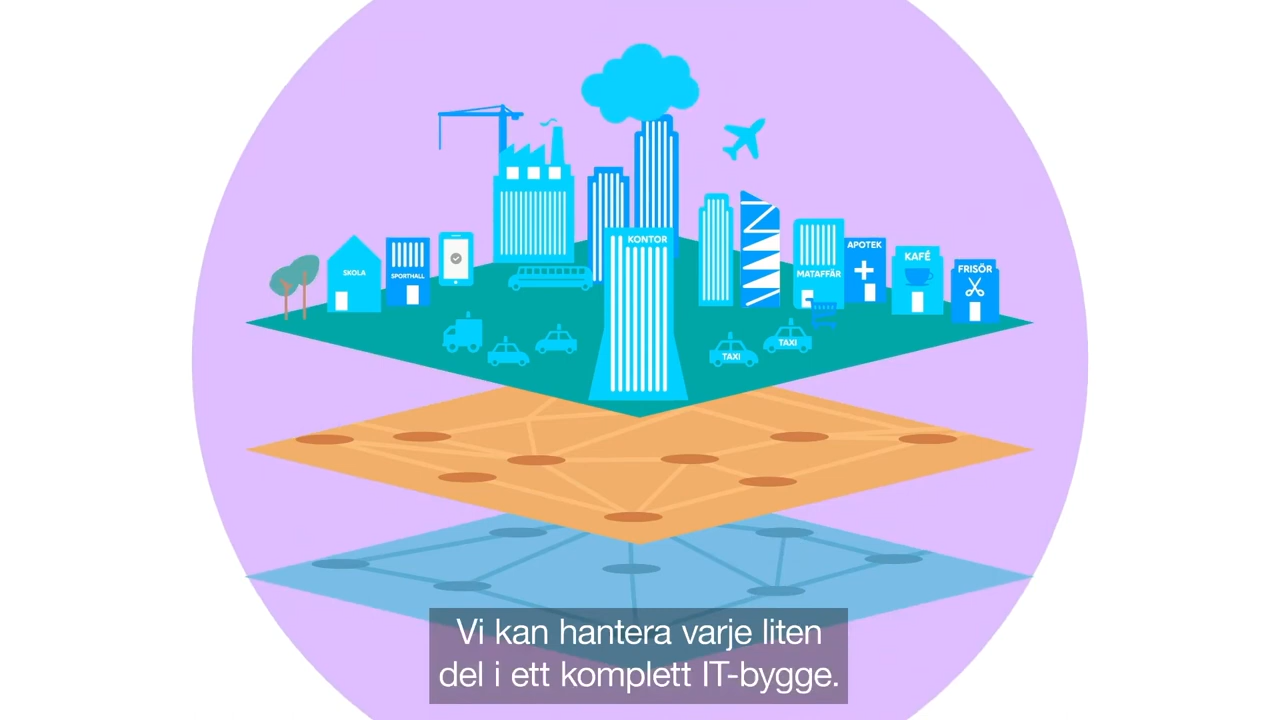 KONTOR
SKOLA
SPORTHALL
MATAFFÄR
APOTEK
KAFÉ
FRISÖR
TAXI
TAXI
Vi kan hantera varje liten
del i ett komplett IT-bygge.